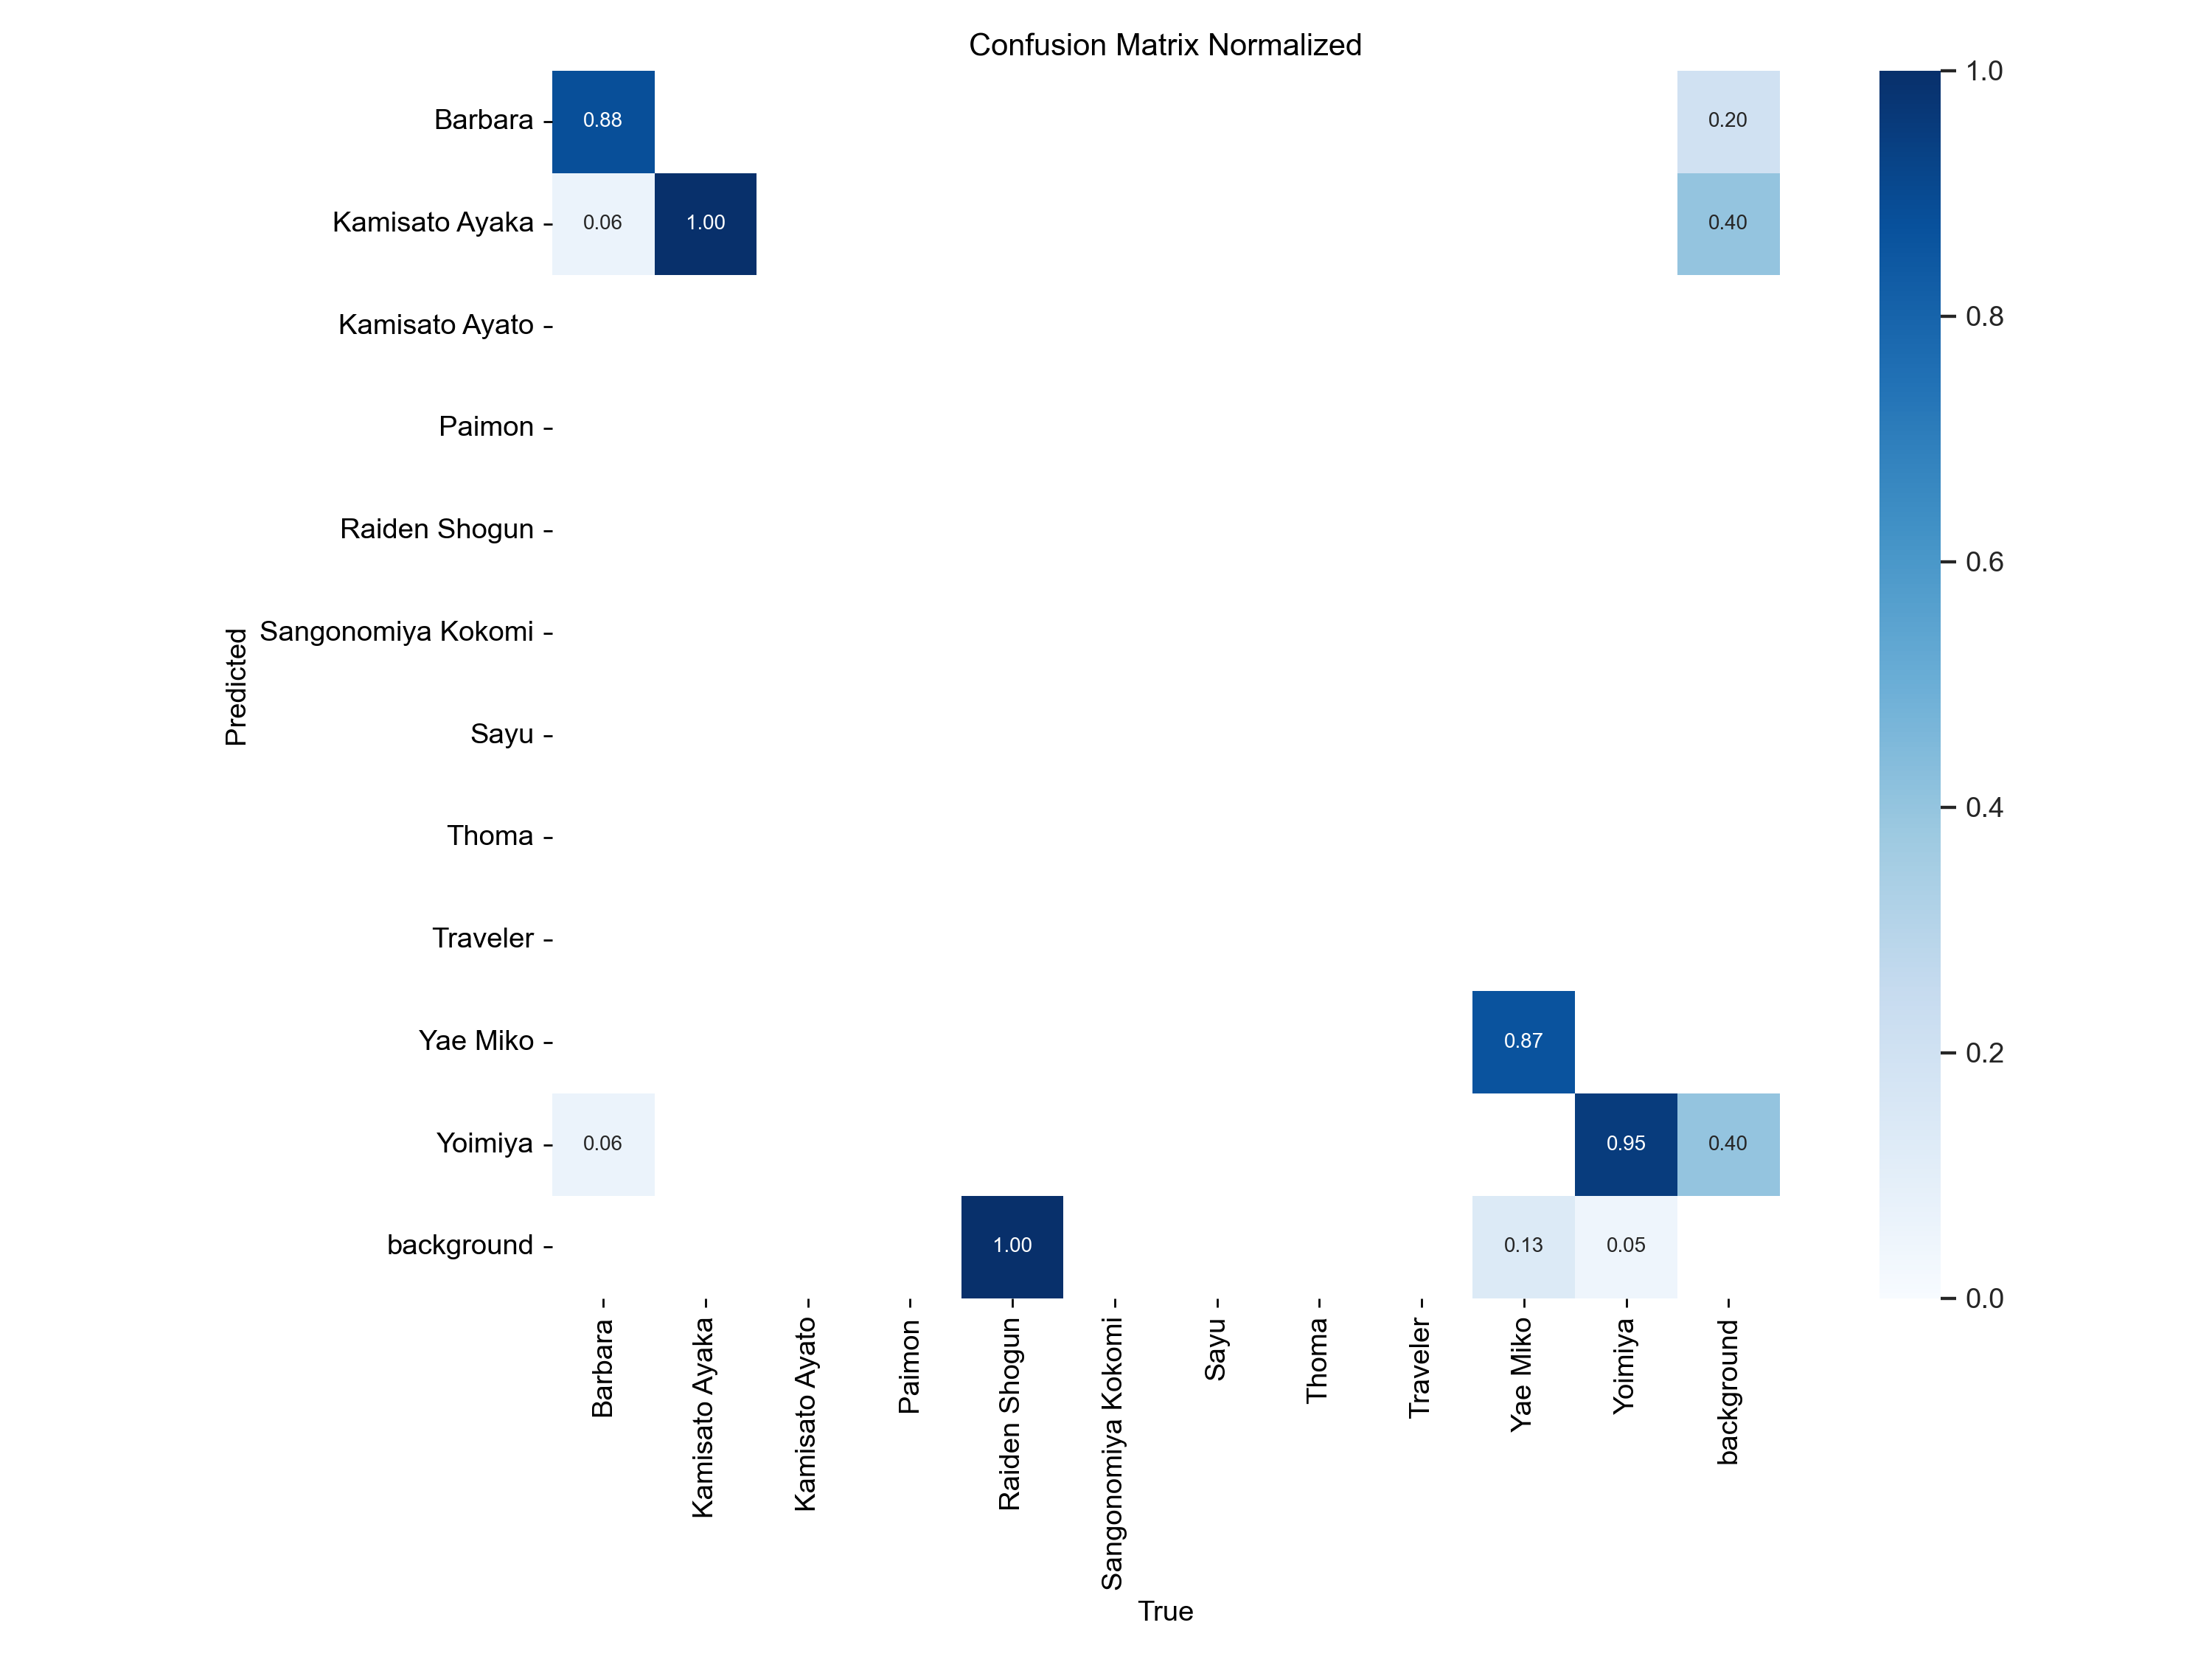 Confusion Matrix Normalized
Barbara
0.88
0.20
1.0
Kamisato Ayaka
0.06
1.00
0.40
Kamisato Ayato
0.8
Paimon
Raiden Shogun
0.6
Sangonomiya Kokomi
Predicted
Sayu
Thoma
0.4
Traveler
Yae Miko
0.87
0.2
Yoimiya
0.06
0.95
0.40
background
1.00
0.13
0.05
0.0
Barbara
Kamisato Ayaka
Kamisato Ayato
Paimon
Raiden Shogun
Sangonomiya Kokomi
Sayu
Thoma
Traveler
Yae Miko
Yoimiya
background
True